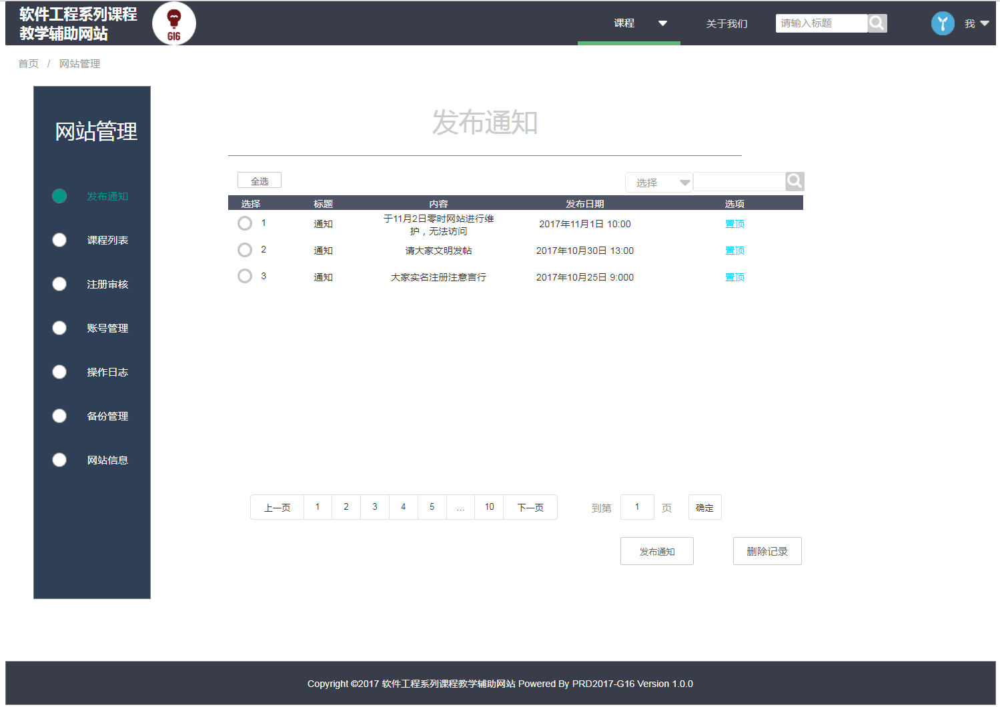 软件工程系列课程
教学辅助网站
G16
课程
关于我们
请输入标题
我
首页 / 网站管理
网站管理
发布通知
课程列表
注册审核
账号管理
操作日志
备份管理
网站信息
发布通知
全选
选择
选择 标题 内容 发布日期 选项
1 通知 于11月2日零时网站进行维
护，无法访问 2017年11月1日 10:00 置顶
2 通知 请大家文明发帖 2017年10月30日 13:00 置顶
3 通知 大家实名注册注意言行 2017年10月25日 9:000 置顶
上一页 1 2 3 4 5 ... 10 下一页 到第 1 页 确定
发布通知 删除记录
Copyright ©2017 软件工程系列课程教学辅助网站 Powered By PRD2017-G16 Version 1.0.0